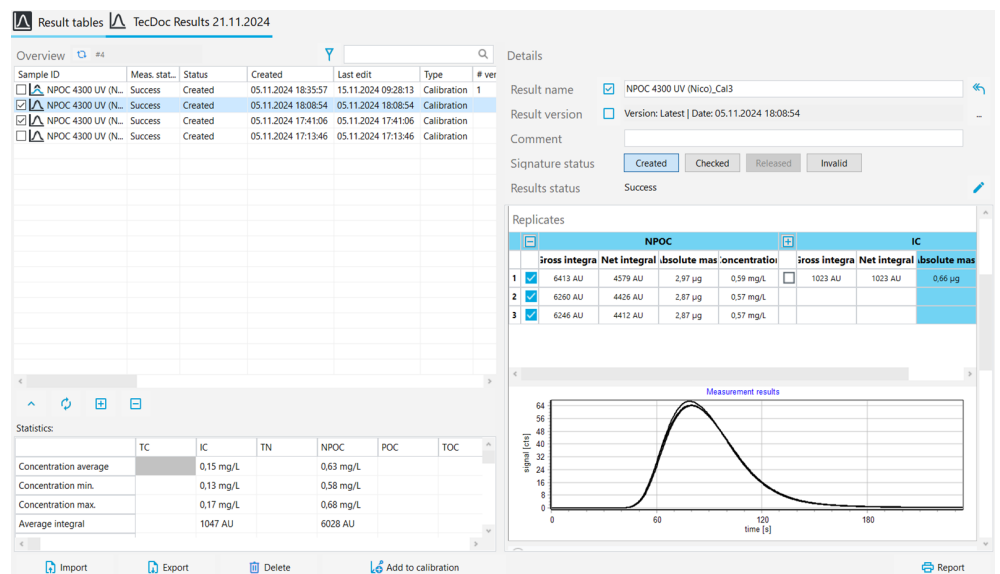 Result tables TecDoc Results 21.11.2024
Overview #4
Sample ID Meas. stat... Status Created Last edit Type # ver
NPOC 4300 UV (N... Success Created 05.11.2024 18:35:57 15.11.2024 09:28:13 Calibration 1
NPOC 4300 UV (N... Success Created 05.11.2024 18:08:54 05.11.2024 18:08:54 Calibration
NPOC 4300 UV (N... Success Created 05.11.2024 17:41:06 05.11.2024 17:41:06 Calibration
NPOC 4300 UV (N... Success Created 05.11.2024 17:13:46 05.11.2024 17:13:46 Calibration
Statistics:
TC IC TN NPOC POC TOC
Concentration average 0,15 mg/L 0,63 mg/L
Concentration min. 0,13 mg/L 0,58 mg/L
Concentration max. 0,17 mg/L 0,68 mg/L
Average integral 1047 AU 6028 AU
Import Export Delete Add to calibration
Details
Result name NPOC 4300 UV (Nico)_Cal3
Result version Version: Latest | Date: 05.11.2024 18:08:54 ...
Comment
Signature status Created Checked Released Invalid
Results status Success
Replicates
NPOC IC
Gross integra Net integral Absolute mas Concentration Gross integra Net integral Absolute mas
1 6413 AU 4579 AU 2,97 µg 0,59 mg/L 1023 AU 1023 AU 0,66 µg
2 6260 AU 4426 AU 2,87 µg 0,57 mg/L
3 6246 AU 4412 AU 2,87 µg 0,57 mg/L
Measurement results
signal [cts]
64
56
48
40
32
24
16
8
0
0 60 120 180
time [s]
Report